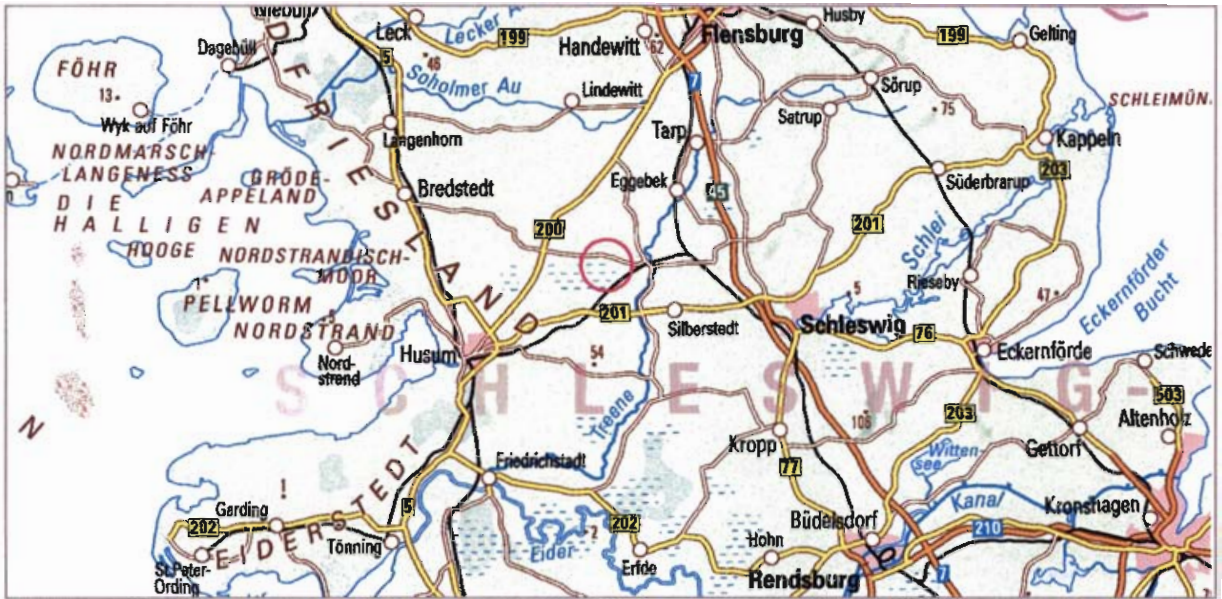 Leck
Lecker
199
Flensburg
Husby
199
Gelting
Dagebüll
5
46
Handewitt
62
FÖHR
13
Soholmer Au
7
Sörup
Lindewitt
75
SCHLEIMÜN.
Wyk auf Föhr
Satrup
Langenhorn
Tarp
Kappeln
NORDMARSCH-
LANGENESS
GRÖDE-
APPELAND
Süderbrarup
203
Bredstedt
Eggebek
45
DIE
HALLIGEN
HOOGE
200
201
Schlei
NORDSTRANDISCH-
MOOR
FRIESLAND
Rieseby
1
5
47
PELLWORM
NORDSTRAND
201
Silberstedt
Schleswig
76
Eckernförder
Bucht
Nord-
strend
Husum
54
Eckernförde
Schwede
SCHLESWIG-
N
503
Treene
106
203
Altenholz
Kropp
Gettorf
Witten-
see
Friedrichstadt
77
Kanal
Kronshagen
Garding
5
202
Büdelsdorf
210
202
EIDERSTEDT
Tönning
Eider
2
Erfde
Hohn
Rendsburg
7
St.Peter-
Ording